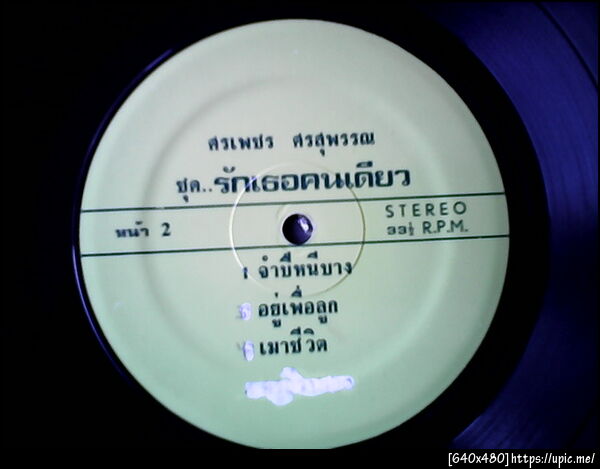 ศรเพชร ศรสุพรรณ
ชุด..รักเธอคนเดียว
หน้า 2
STEREO
33⅓ R.P.M.
1 จำปีหนีบาง
อยู่เพื่อลูก
เมาชีวิต
[640x480]https://upic.me/